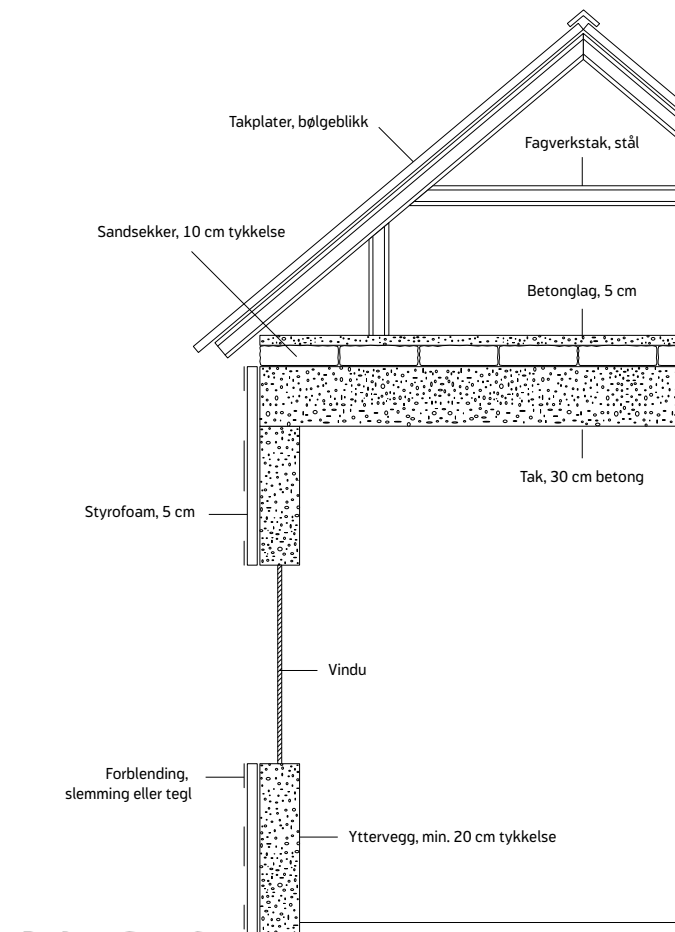 Takplater, bølgeblikk
Fagverkstak, stål
Sandsekker, 10 cm tykkelse
Betonglag, 5 cm
Tak, 30 cm betong
Styrofoam, 5 cm
Vindu
Forblending,
slemming eller tegl
Yttervegg, min. 20 cm tykkelse